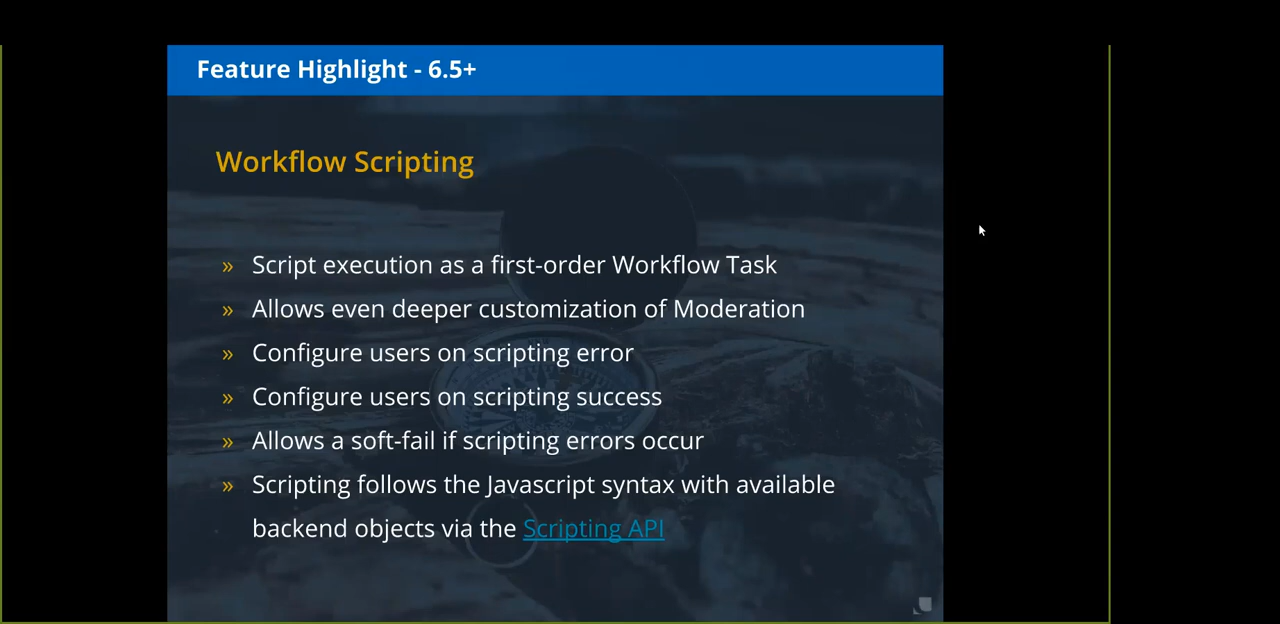 Feature Highlight - 6.5+
Workflow Scripting
» Script execution as a first-order Workflow Task
» Allows even deeper customization of Moderation
» Configure users on scripting error
» Configure users on scripting success
» Allows a soft-fail if scripting errors occur
» Scripting follows the Javascript syntax with available
backend objects via the Scripting API